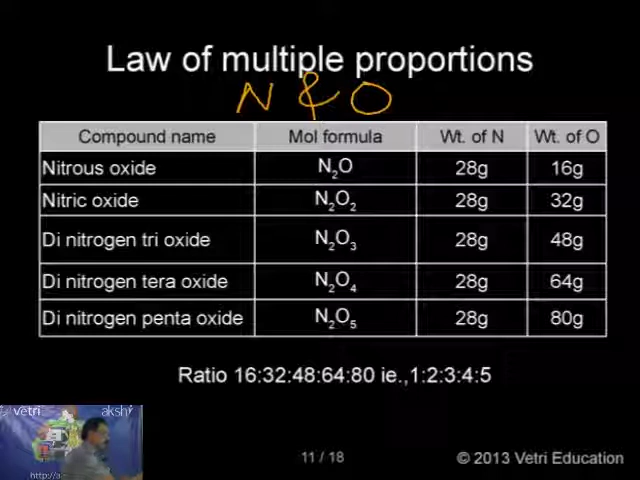 Law of multiple proportions
N & O
Compound name Mol formula Wt. of N Wt. of O
Nitrous oxide N₂O 28g 16g
Nitric oxide N₂O₂ 28g 32g
Di nitrogen tri oxide N₂O₃ 28g 48g
Di nitrogen tera oxide N₂O₄ 28g 64g
Di nitrogen penta oxide N₂O₅ 28g 80g
Ratio 16:32:48:64:80 ie.,1:2:3:4:5
vetri akshi
http://a
11 / 18
© 2013 Vetri Education